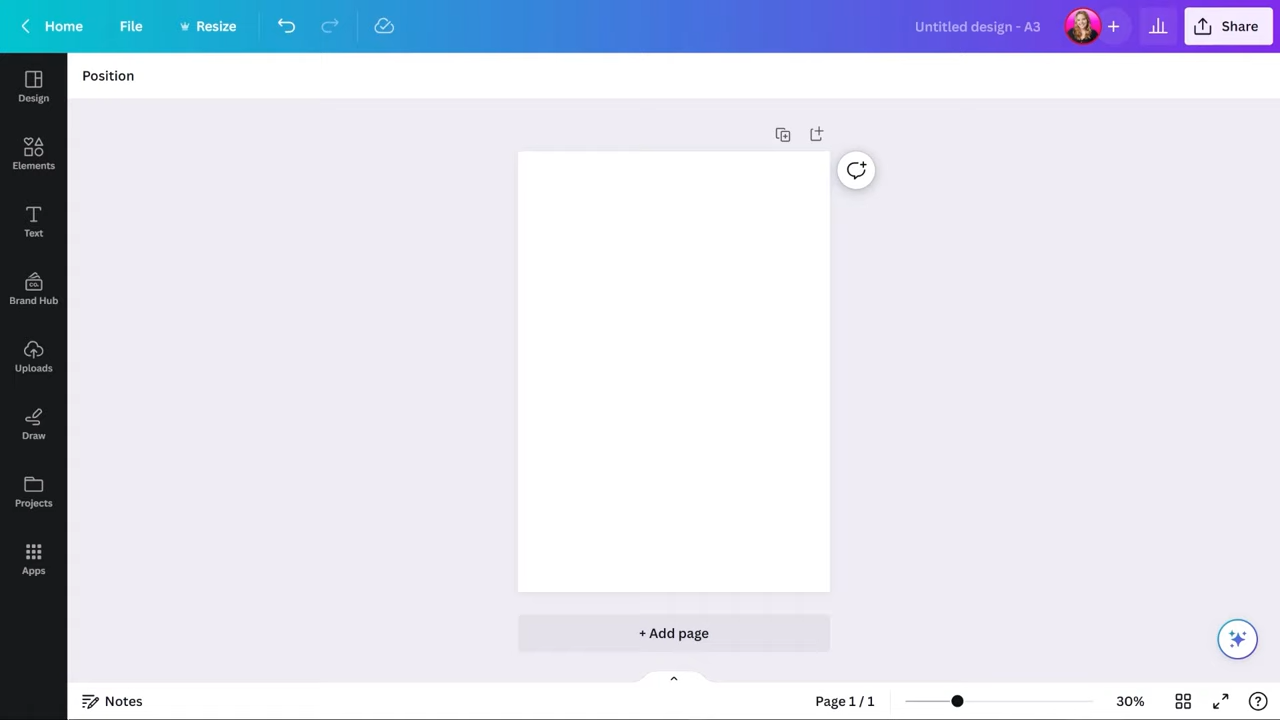 Home File Resize Untitled design - A3 + Share
Position
Design
Elements
Text
CO.
Brand Hub
Uploads
Draw
Projects
Apps
+ Add page
Notes Page 1 / 1 30% ?